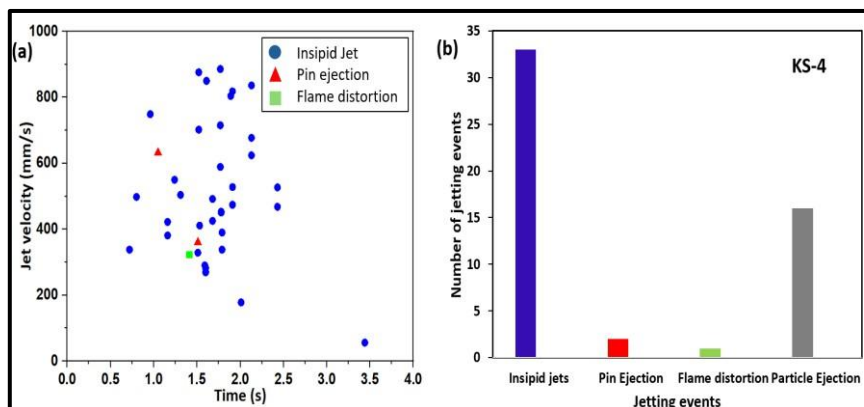 (a)
Jet velocity (mm/s)
1000
800
600
400
200
0
0.0 0.5 1.0 1.5 2.0 2.5 3.0 3.5 4.0
Time (s)
Insipid Jet
Pin ejection
Flame distortion
(b)
KS-4
Number of jetting events
35
30
25
20
15
10
5
0
Insipid jets Pin Ejection Flame distortion Particle Ejection
Jetting events